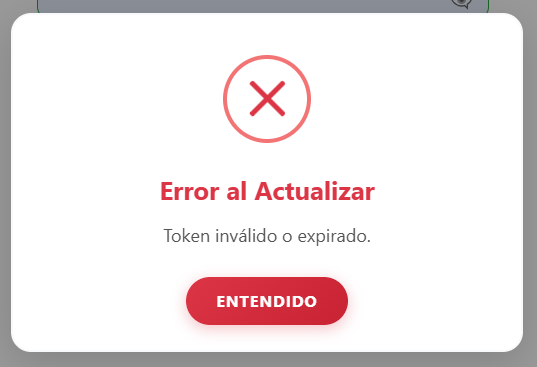 Error al Actualizar
Token inválido o expirado.
ENTENDIDO